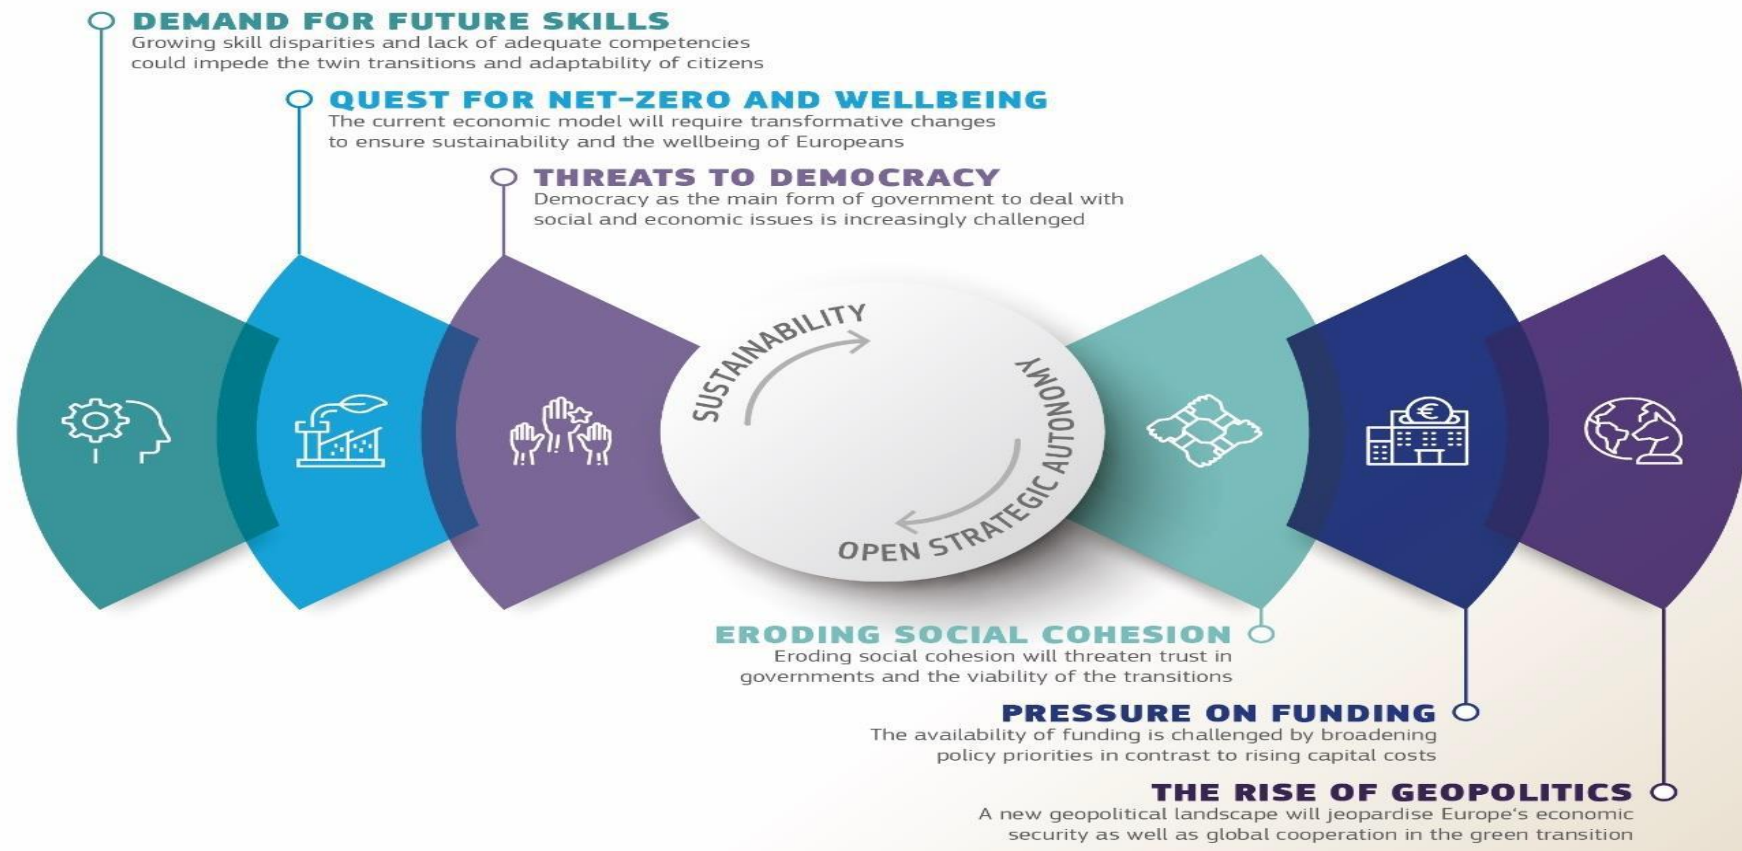 DEMAND FOR FUTURE SKILLS
Growing skill disparities and lack of adequate competencies
could impede the twin transitions and adaptability of citizens
QUEST FOR NET-ZERO AND WELLBEING
The current economic model will require transformative changes
to ensure sustainability and the wellbeing of Europeans
THREATS TO DEMOCRACY
Democracy as the main form of government to deal with
social and economic issues is increasingly challenged
SUSTAINABILITY
OPEN STRATEGIC AUTONOMY
€
ERODING SOCIAL COHESION
Eroding social cohesion will threaten trust in
governments and the viability of the transitions
PRESSURE ON FUNDING
The availability of funding is challenged by broadening
policy priorities in contrast to rising capital costs
THE RISE OF GEOPOLITICS
A new geopolitical landscape will jeopardise Europe's economic
security as well as global cooperation in the green transition